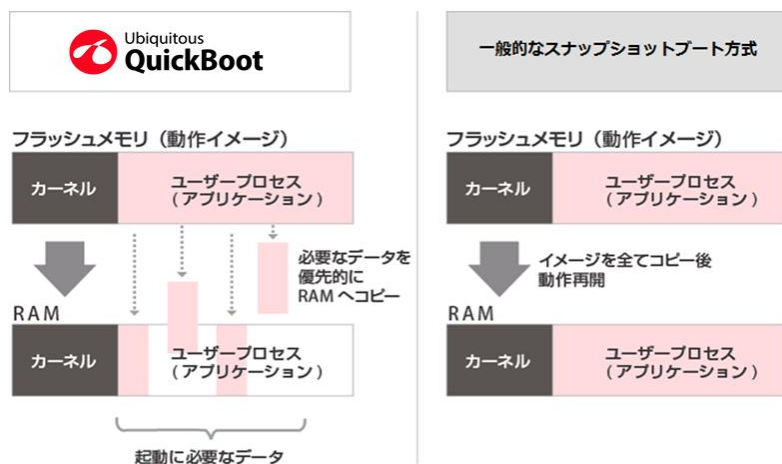 Ubiquitous
QuickBoot
フラッシュメモリ（動作イメージ）
カーネル
ユーザープロセス
(アプリケーション)
必要なデータを
優先的に
RAMへコピー
RAM
カーネル
ユーザープロセス
(アプリケーション)
起動に必要なデータ
一般的なスナップショットブート方式
フラッシュメモリ（動作イメージ）
カーネル
ユーザープロセス
(アプリケーション)
イメージを全てコピー後
動作再開
RAM
カーネル
ユーザープロセス
(アプリケーション)